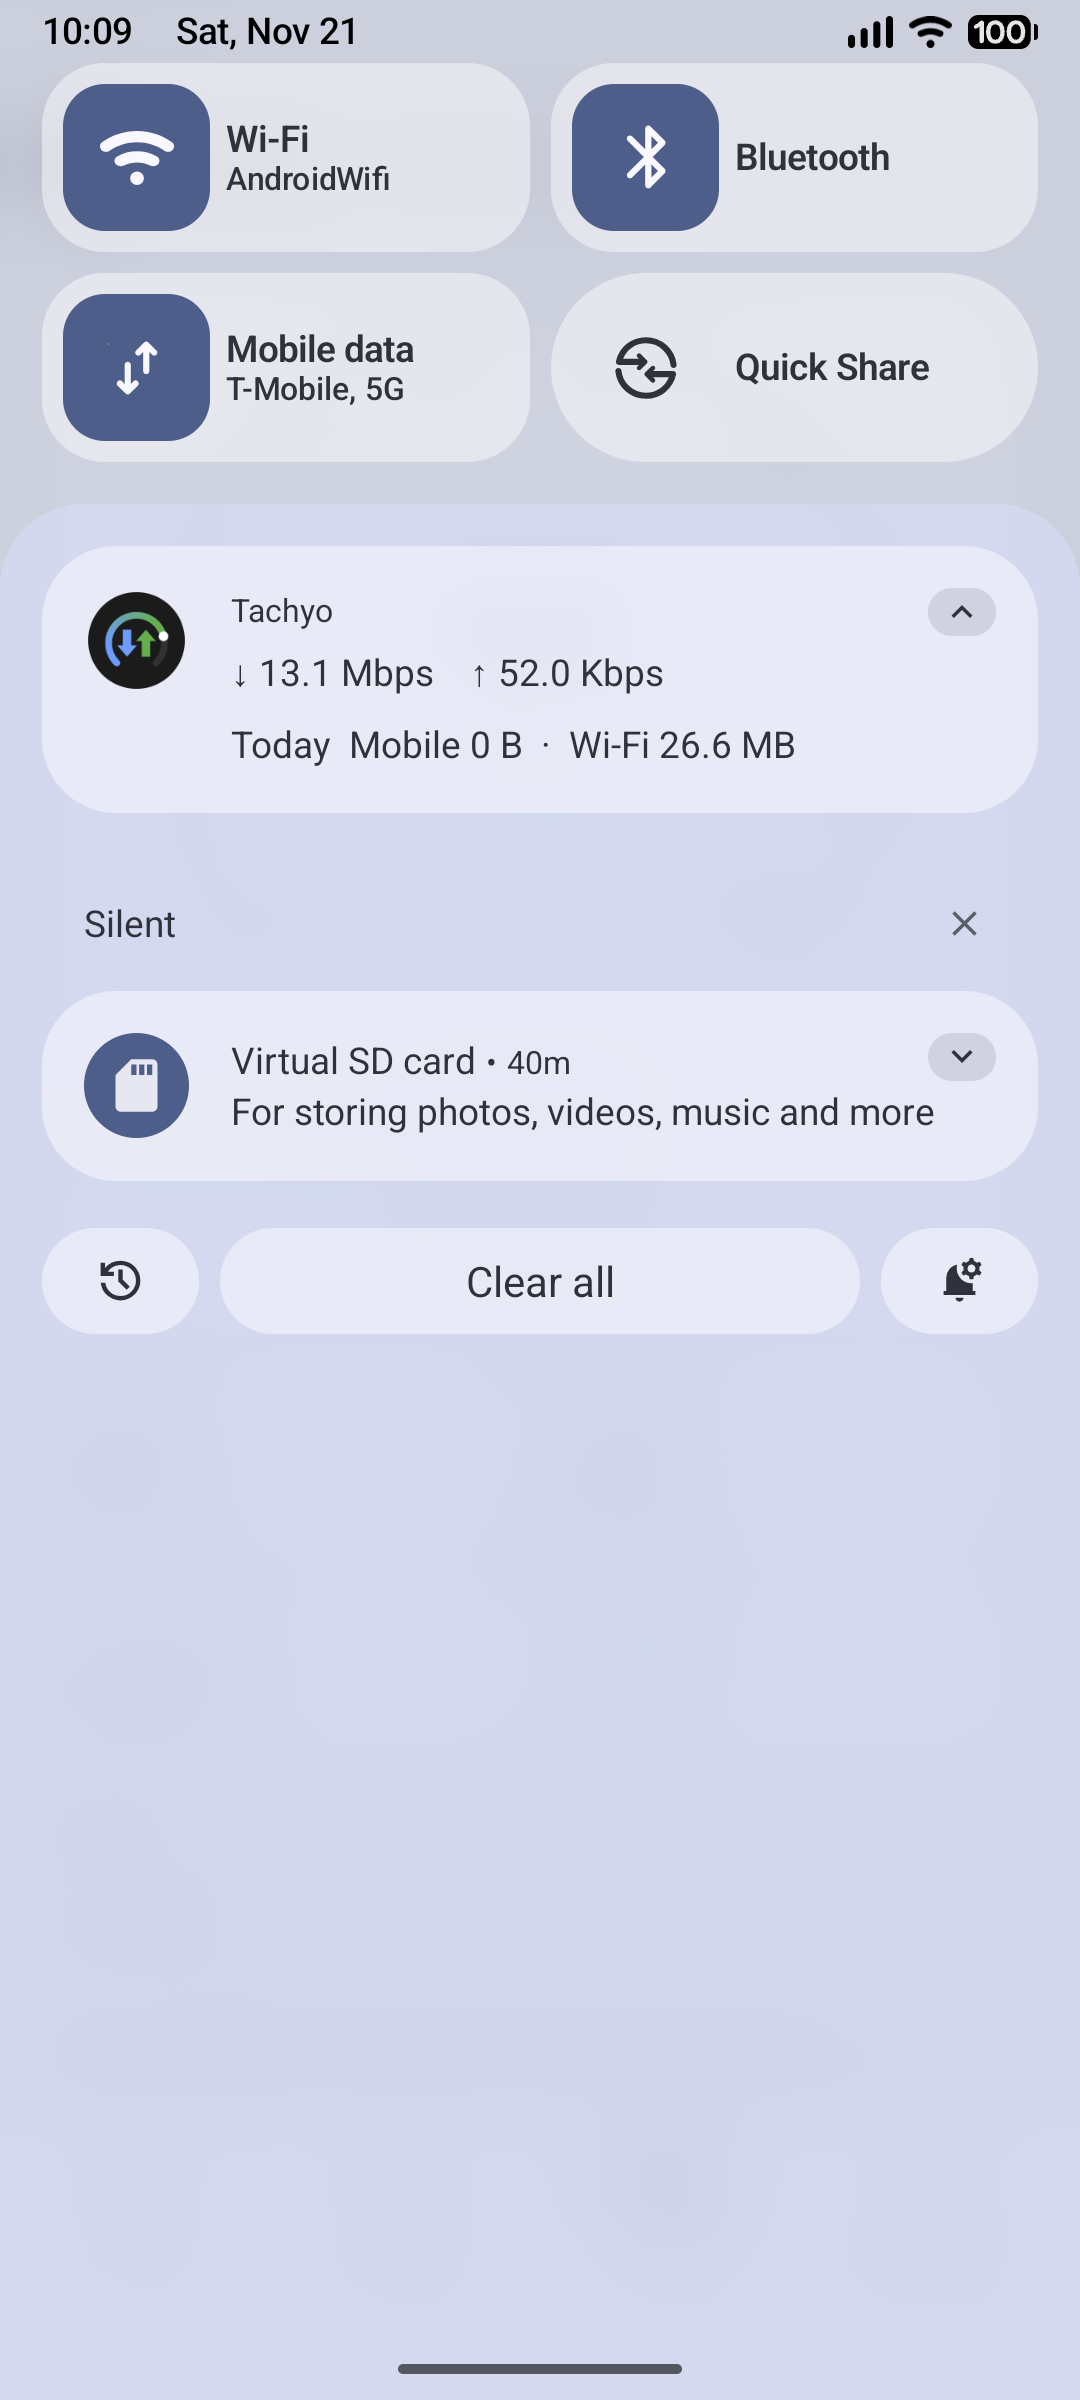 10:09 Sat, Nov 21 100
Wi-Fi
AndroidWifi
Bluetooth
Mobile data
T-Mobile, 5G
Quick Share
Tachyo
↓ 13.1 Mbps ↑ 52.0 Kbps
Today Mobile 0 B · Wi-Fi 26.6 MB
Silent
Virtual SD card • 40m
For storing photos, videos, music and more
Clear all